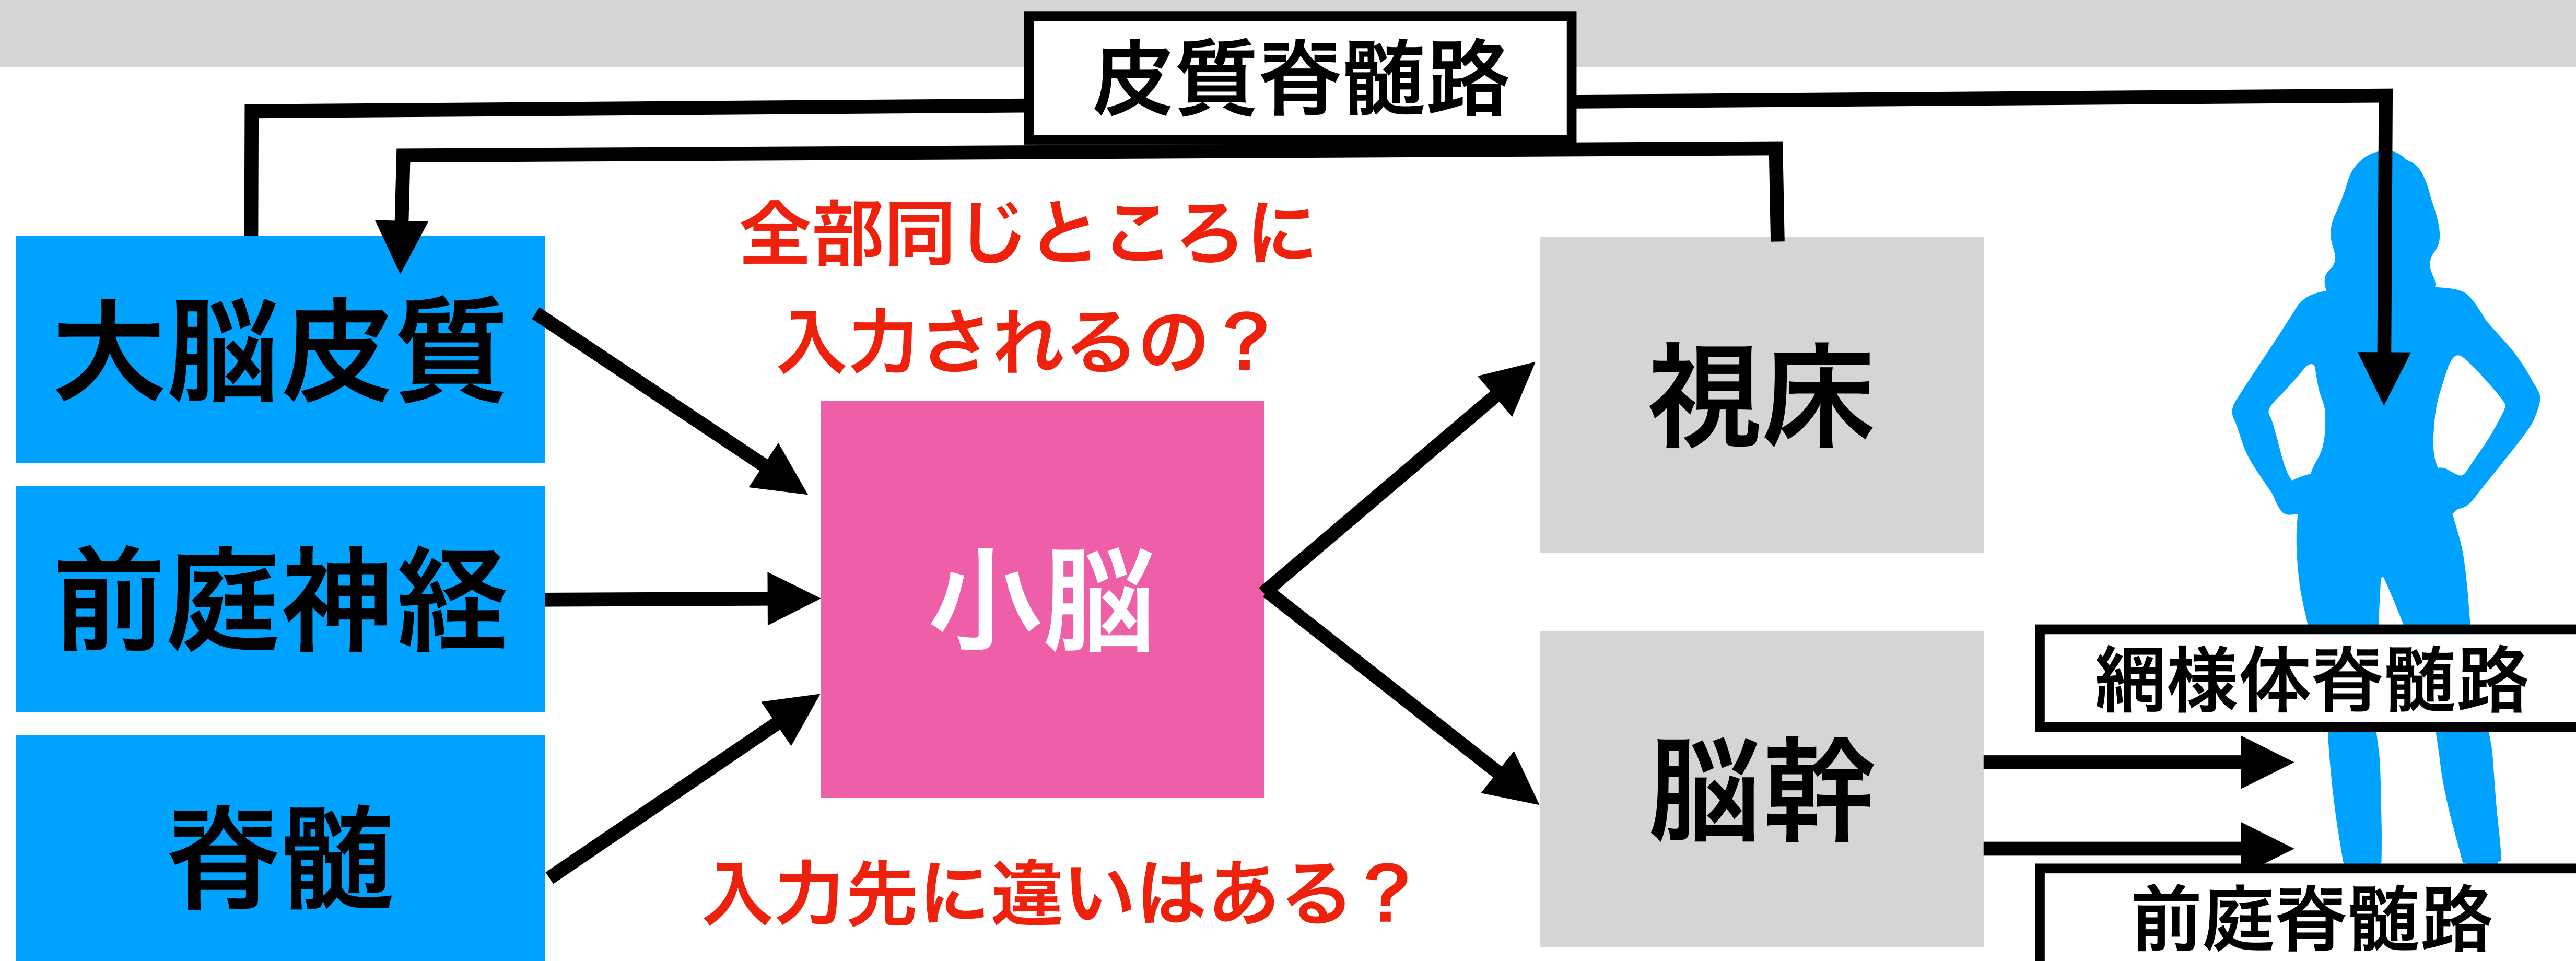 皮質脊髄路
全部同じところに
入力されるの？
大脳皮質
前庭神経
脊髄
小脳
入力先に違いはある？
視床
脳幹
網様体脊髄路
前庭脊髄路